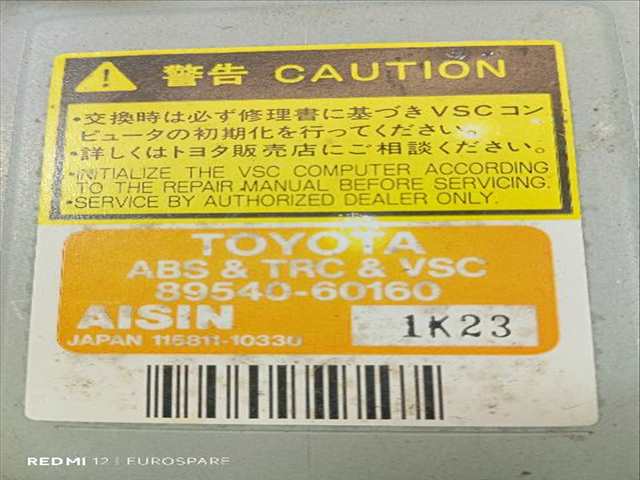 警告 CAUTION
・交換時は必ず修理書に基づきVSCコン
ピュータの初期化を行ってください。
・詳しくはトヨタ販売店にご相談ください。
・INITIALIZE THE VSC COMPUTER ACCORDING
TO THE REPAIR MANUAL BEFORE SERVICING.
・SERVICE BY AUTHORIZED DEALER ONLY.
TOYOTA
ABS & TRC & VSC
89540-60160
AISIN 1K23
JAPAN 115811-10330
REDMI 12 | EUROSPARE